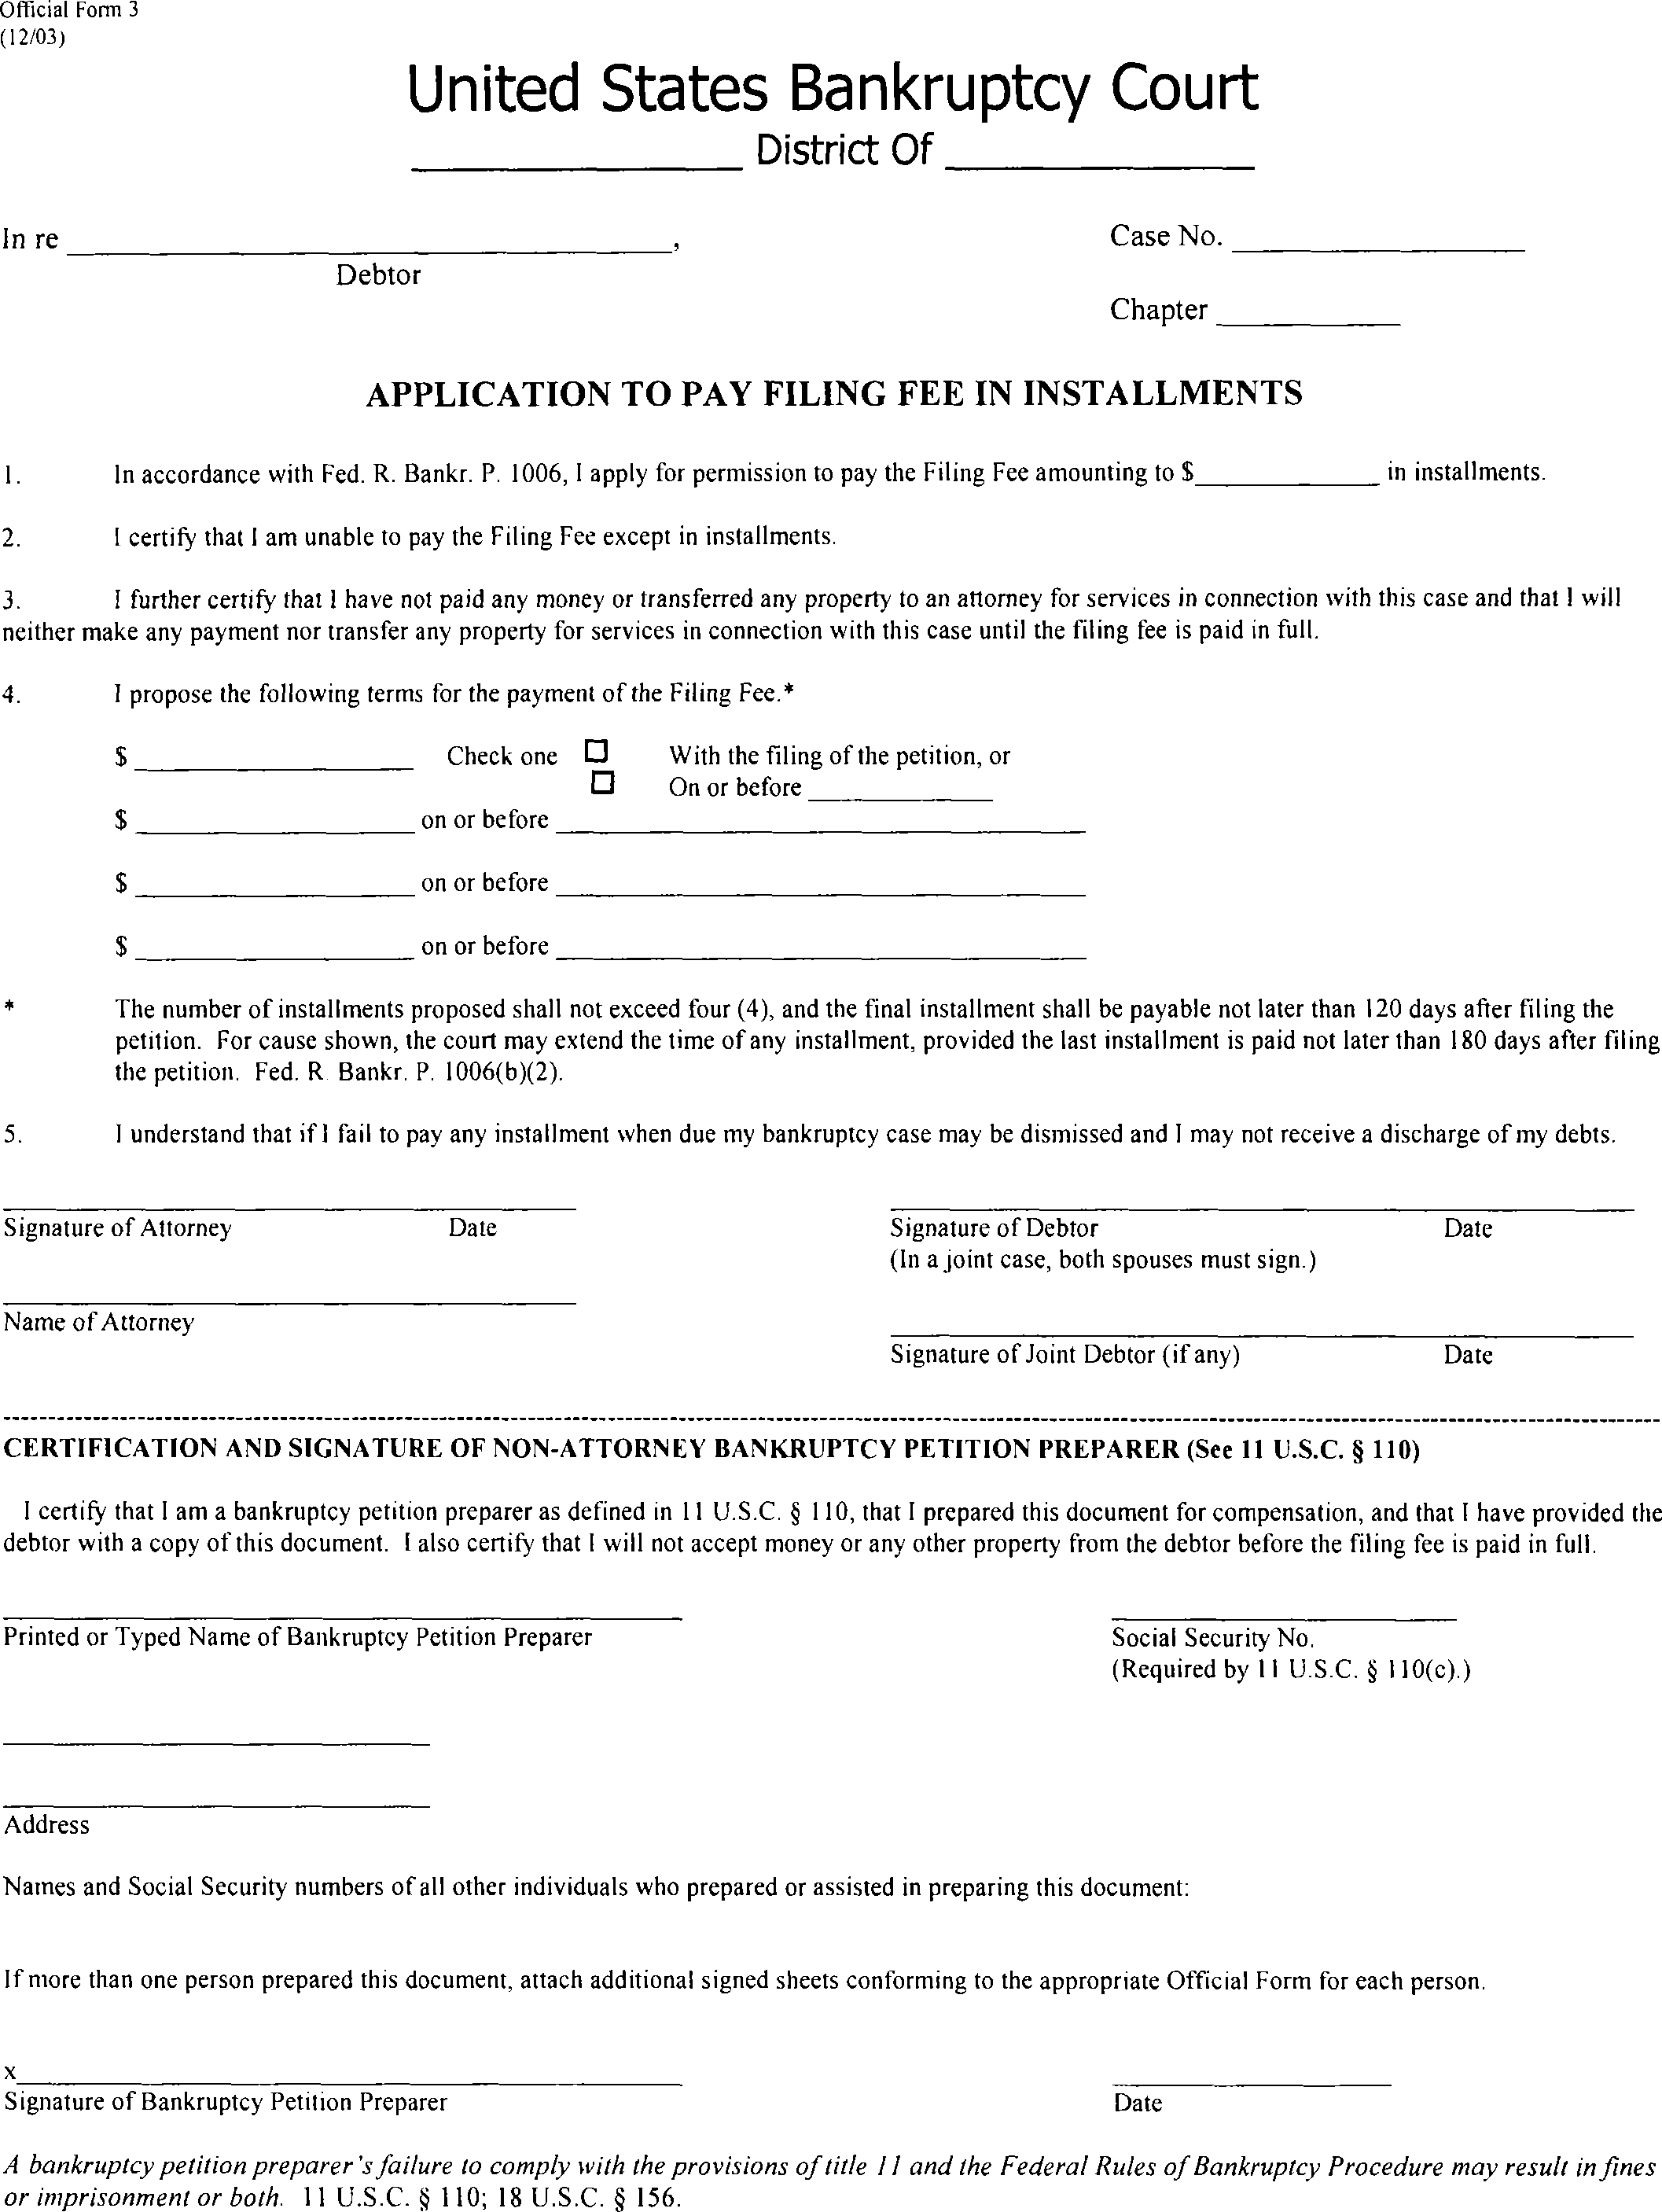 Official Form 3
(12/03)
United States Bankruptcy Court
_______________ District Of _______________
In re ______________________________,
Case No. _______________
Debtor
Chapter __________
APPLICATION TO PAY FILING FEE IN INSTALLMENTS
1. In accordance with Fed. R. Bankr. P. 1006, I apply for permission to pay the Filing Fee amounting to $__________ in installments.
2. I certify that I am unable to pay the Filing Fee except in installments.
3. I further certify that I have not paid any money or transferred any property to an attorney for services in connection with this case and that I will
neither make any payment nor transfer any property for services in connection with this case until the filing fee is paid in full.
4. I propose the following terms for the payment of the Filing Fee.*
$ _______________ Check one ☐ With the filing of the petition, or
☐ On or before __________
$ _______________ on or before ______________________________
$ _______________ on or before ______________________________
$ _______________ on or before ______________________________
* The number of installments proposed shall not exceed four (4), and the final installment shall be payable not later than 120 days after filing the
petition. For cause shown, the court may extend the time of any installment, provided the last installment is paid not later than 180 days after filing
the petition. Fed. R. Bankr. P. 1006(b)(2).
5. I understand that if I fail to pay any installment when due my bankruptcy case may be dismissed and I may not receive a discharge of my debts.
Signature of Attorney Date
Signature of Debtor Date
(In a joint case, both spouses must sign.)
Name of Attorney
Signature of Joint Debtor (if any) Date
CERTIFICATION AND SIGNATURE OF NON-ATTORNEY BANKRUPTCY PETITION PREPARER (See 11 U.S.C. § 110)
I certify that I am a bankruptcy petition preparer as defined in 11 U.S.C. § 110, that I prepared this document for compensation, and that I have provided the
debtor with a copy of this document. I also certify that I will not accept money or any other property from the debtor before the filing fee is paid in full.
Printed or Typed Name of Bankruptcy Petition Preparer
Social Security No.
(Required by 11 U.S.C. § 110(c).)
Address
Names and Social Security numbers of all other individuals who prepared or assisted in preparing this document:
If more than one person prepared this document, attach additional signed sheets conforming to the appropriate Official Form for each person.
x______________________________
Signature of Bankruptcy Petition Preparer
Date
A bankruptcy petition preparer's failure to comply with the provisions of title 11 and the Federal Rules of Bankruptcy Procedure may result in fines
or imprisonment or both. 11 U.S.C. § 110; 18 U.S.C. § 156.